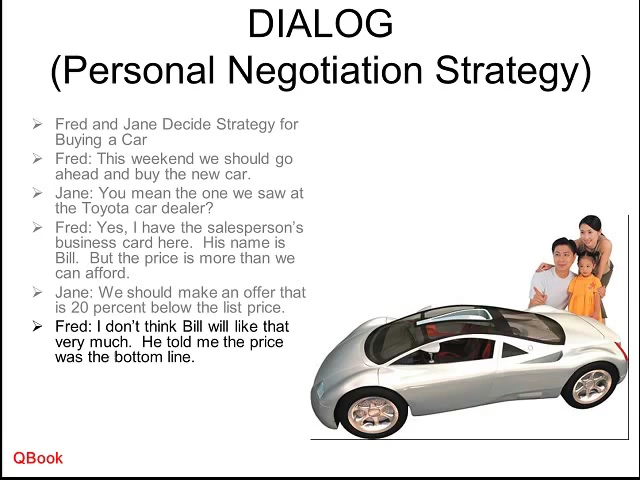 DIALOG
(Personal Negotiation Strategy)
Fred and Jane Decide Strategy for
Buying a Car
Fred: This weekend we should go
ahead and buy the new car.
Jane: You mean the one we saw at
the Toyota car dealer?
Fred: Yes, I have the salesperson's
business card here. His name is
Bill. But the price is more than we
can afford.
Jane: We should make an offer that
is 20 percent below the list price.
Fred: I don't think Bill will like that
very much. He told me the price
was the bottom line.
QBook